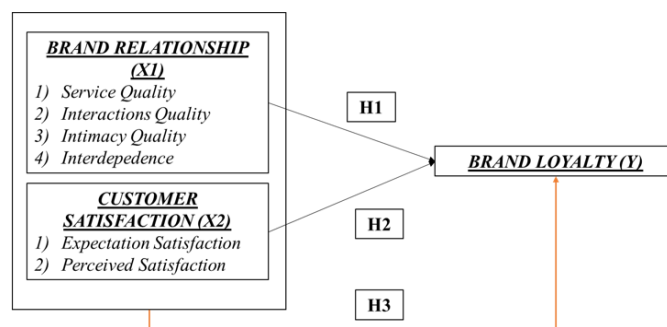 BRAND RELATIONSHIP
(X1)
1) Service Quality
2) Interactions Quality
3) Intimacy Quality
4) Interdepedence
CUSTOMER
SATISFACTION (X2)
1) Expectation Satisfaction
2) Perceived Satisfaction
H1
BRAND LOYALTY (Y)
H2
H3